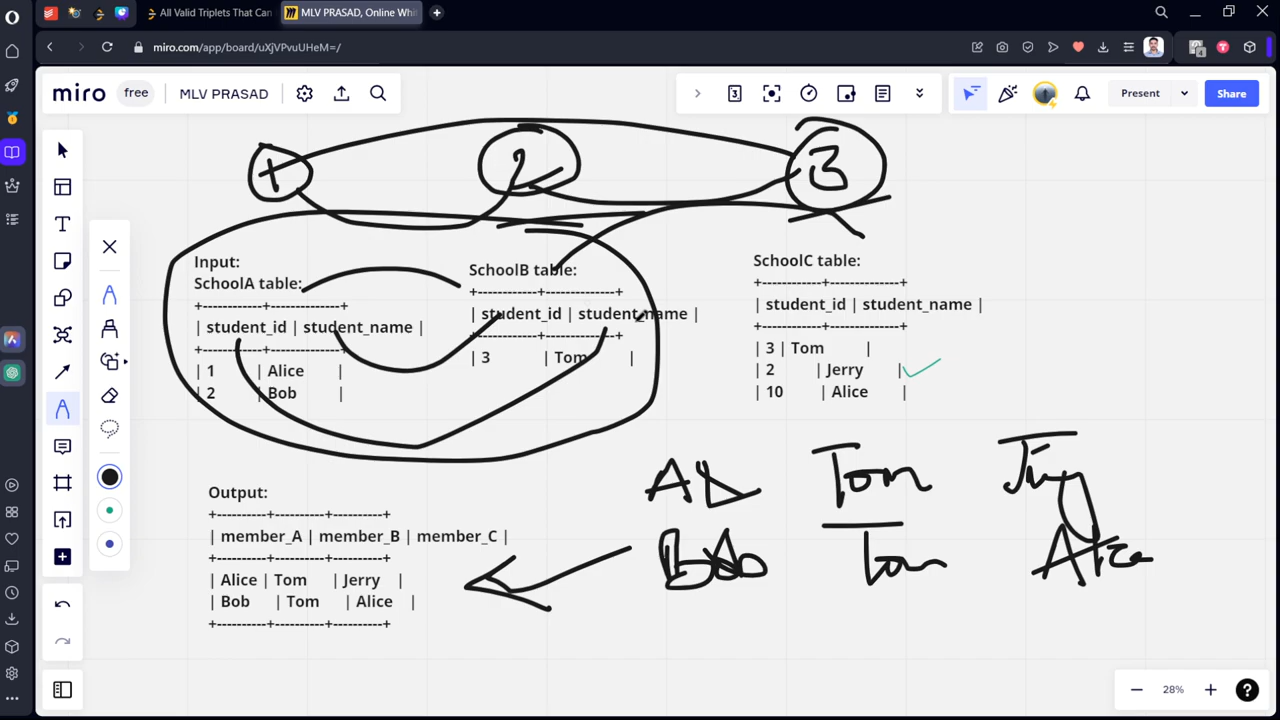 All Valid Triplets That Can
MLV PRASAD, Online Whi
miro.com/app/board/uXjVPvuUHeM=/
miro
free
MLV PRASAD
3
Present
Share
1
2
3
Input:
SchoolA table:
+-----------+--------------+
| student_id | student_name |
+-----------+--------------+
| 1 | Alice |
| 2 | Bob |
SchoolB table:
+-----------+--------------+
| student_id | student_name |
+-----------+--------------+
| 3 | Tom |
SchoolC table:
+-----------+--------------+
| student_id | student_name |
+-----------+--------------+
| 3 | Tom |
| 2 | Jerry |
| 10 | Alice |
Output:
+----------+----------+----------+
| member_A | member_B | member_C |
+----------+----------+----------+
| Alice | Tom | Jerry |
| Bob | Tom | Alice |
+----------+----------+----------+
Tom
Tom
28%